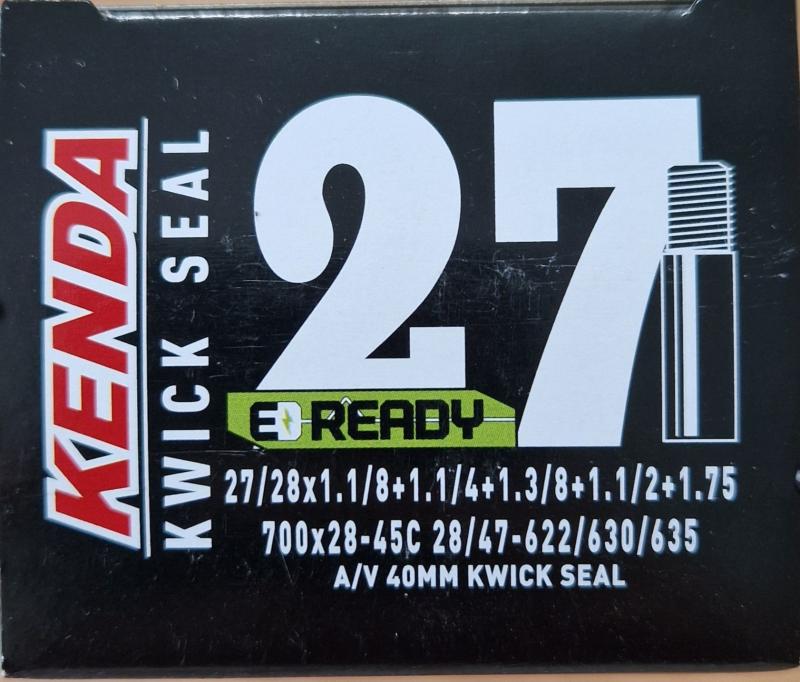 KENDA
KWICK SEAL
27
E READY
27/28x1.1/8+1.1/4+1.3/8+1.1/2+1.75
700x28-45C 28/47-622/630/635
A/V 40MM KWICK SEAL